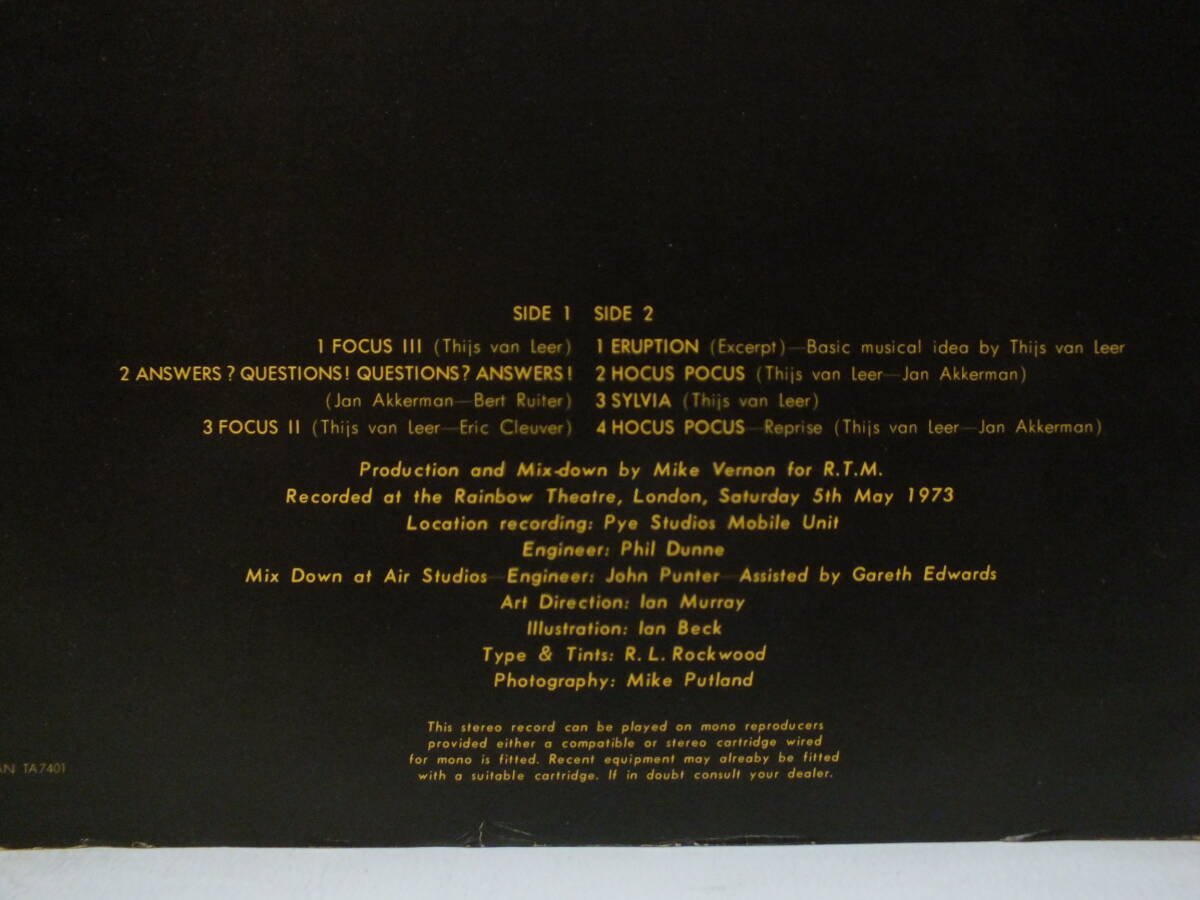 SIDE 1
1 FOCUS III (Thijs van Leer)
2 ANSWERS? QUESTIONS! QUESTIONS? ANSWERS!
(Jan Akkerman—Bert Ruiter)
3 FOCUS II (Thijs van Leer—Eric Cleuver)
SIDE 2
1 ERUPTION (Excerpt)—Basic musical idea by Thijs van Leer
2 HOCUS POCUS (Thijs van Leer—Jan Akkerman)
3 SYLVIA (Thijs van Leer)
4 HOCUS POCUS—Reprise (Thijs van Leer—Jan Akkerman)
Production and Mix-down by Mike Vernon for R.T.M.
Recorded at the Rainbow Theatre, London, Saturday 5th May 1973
Location recording: Pye Studios Mobile Unit
Engineer: Phil Dunne
Mix Down at Air Studios—Engineer: John Punter—Assisted by Gareth Edwards
Art Direction: Ian Murray
Illustration: Ian Beck
Type & Tints: R. L. Rockwood
Photography: Mike Putland
This stereo record can be played on mono reproducers
provided either a compatible or stereo cartridge wired
for mono is fitted. Recent equipment may alreaby be fitted
with a suitable cartridge. If in doubt consult your dealer.
TA7401